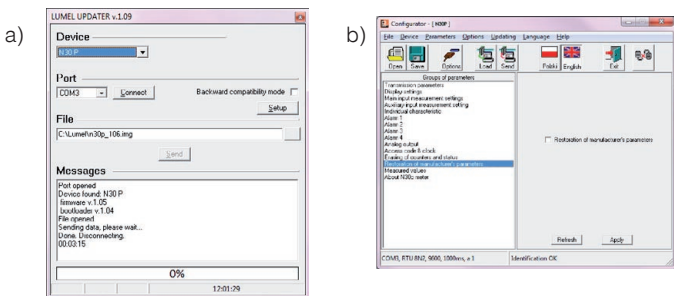 a)
LUMEL UPDATER v.1.09
Device
N30 P
Port
COM3 Connect Backward compatibility mode
Setup
File
C:\Lumel\n30p_106.img
Send
Messages
Port opened
Device found: N30 P
firmware v.1.05
bootloader v.1.04
File opened
Sending data, please wait...
Done. Disconnecting.
00:03:15
0%
12:01:29
b)
Configurator - [ N30P ]
File Device Parameters Options Updating Language Help
Open Save Options Load Send Polski English Exit
Groups of parameters
Transmission parameters
Display settings
Main input measurement settings
Auxiliary input measurement setting
Individual characteristic
Alarm 1
Alarm 2
Alarm 3
Alarm 4
Analog output
Access code & clock
Erasing of counters and status
Restoration of manufacturer's parameters
Measured values
About N30P meter
Restoration of manufacturer's parameters
Refresh Apply
COM3, RTU 8N2, 9600, 1000ms, a 1 Identification OK